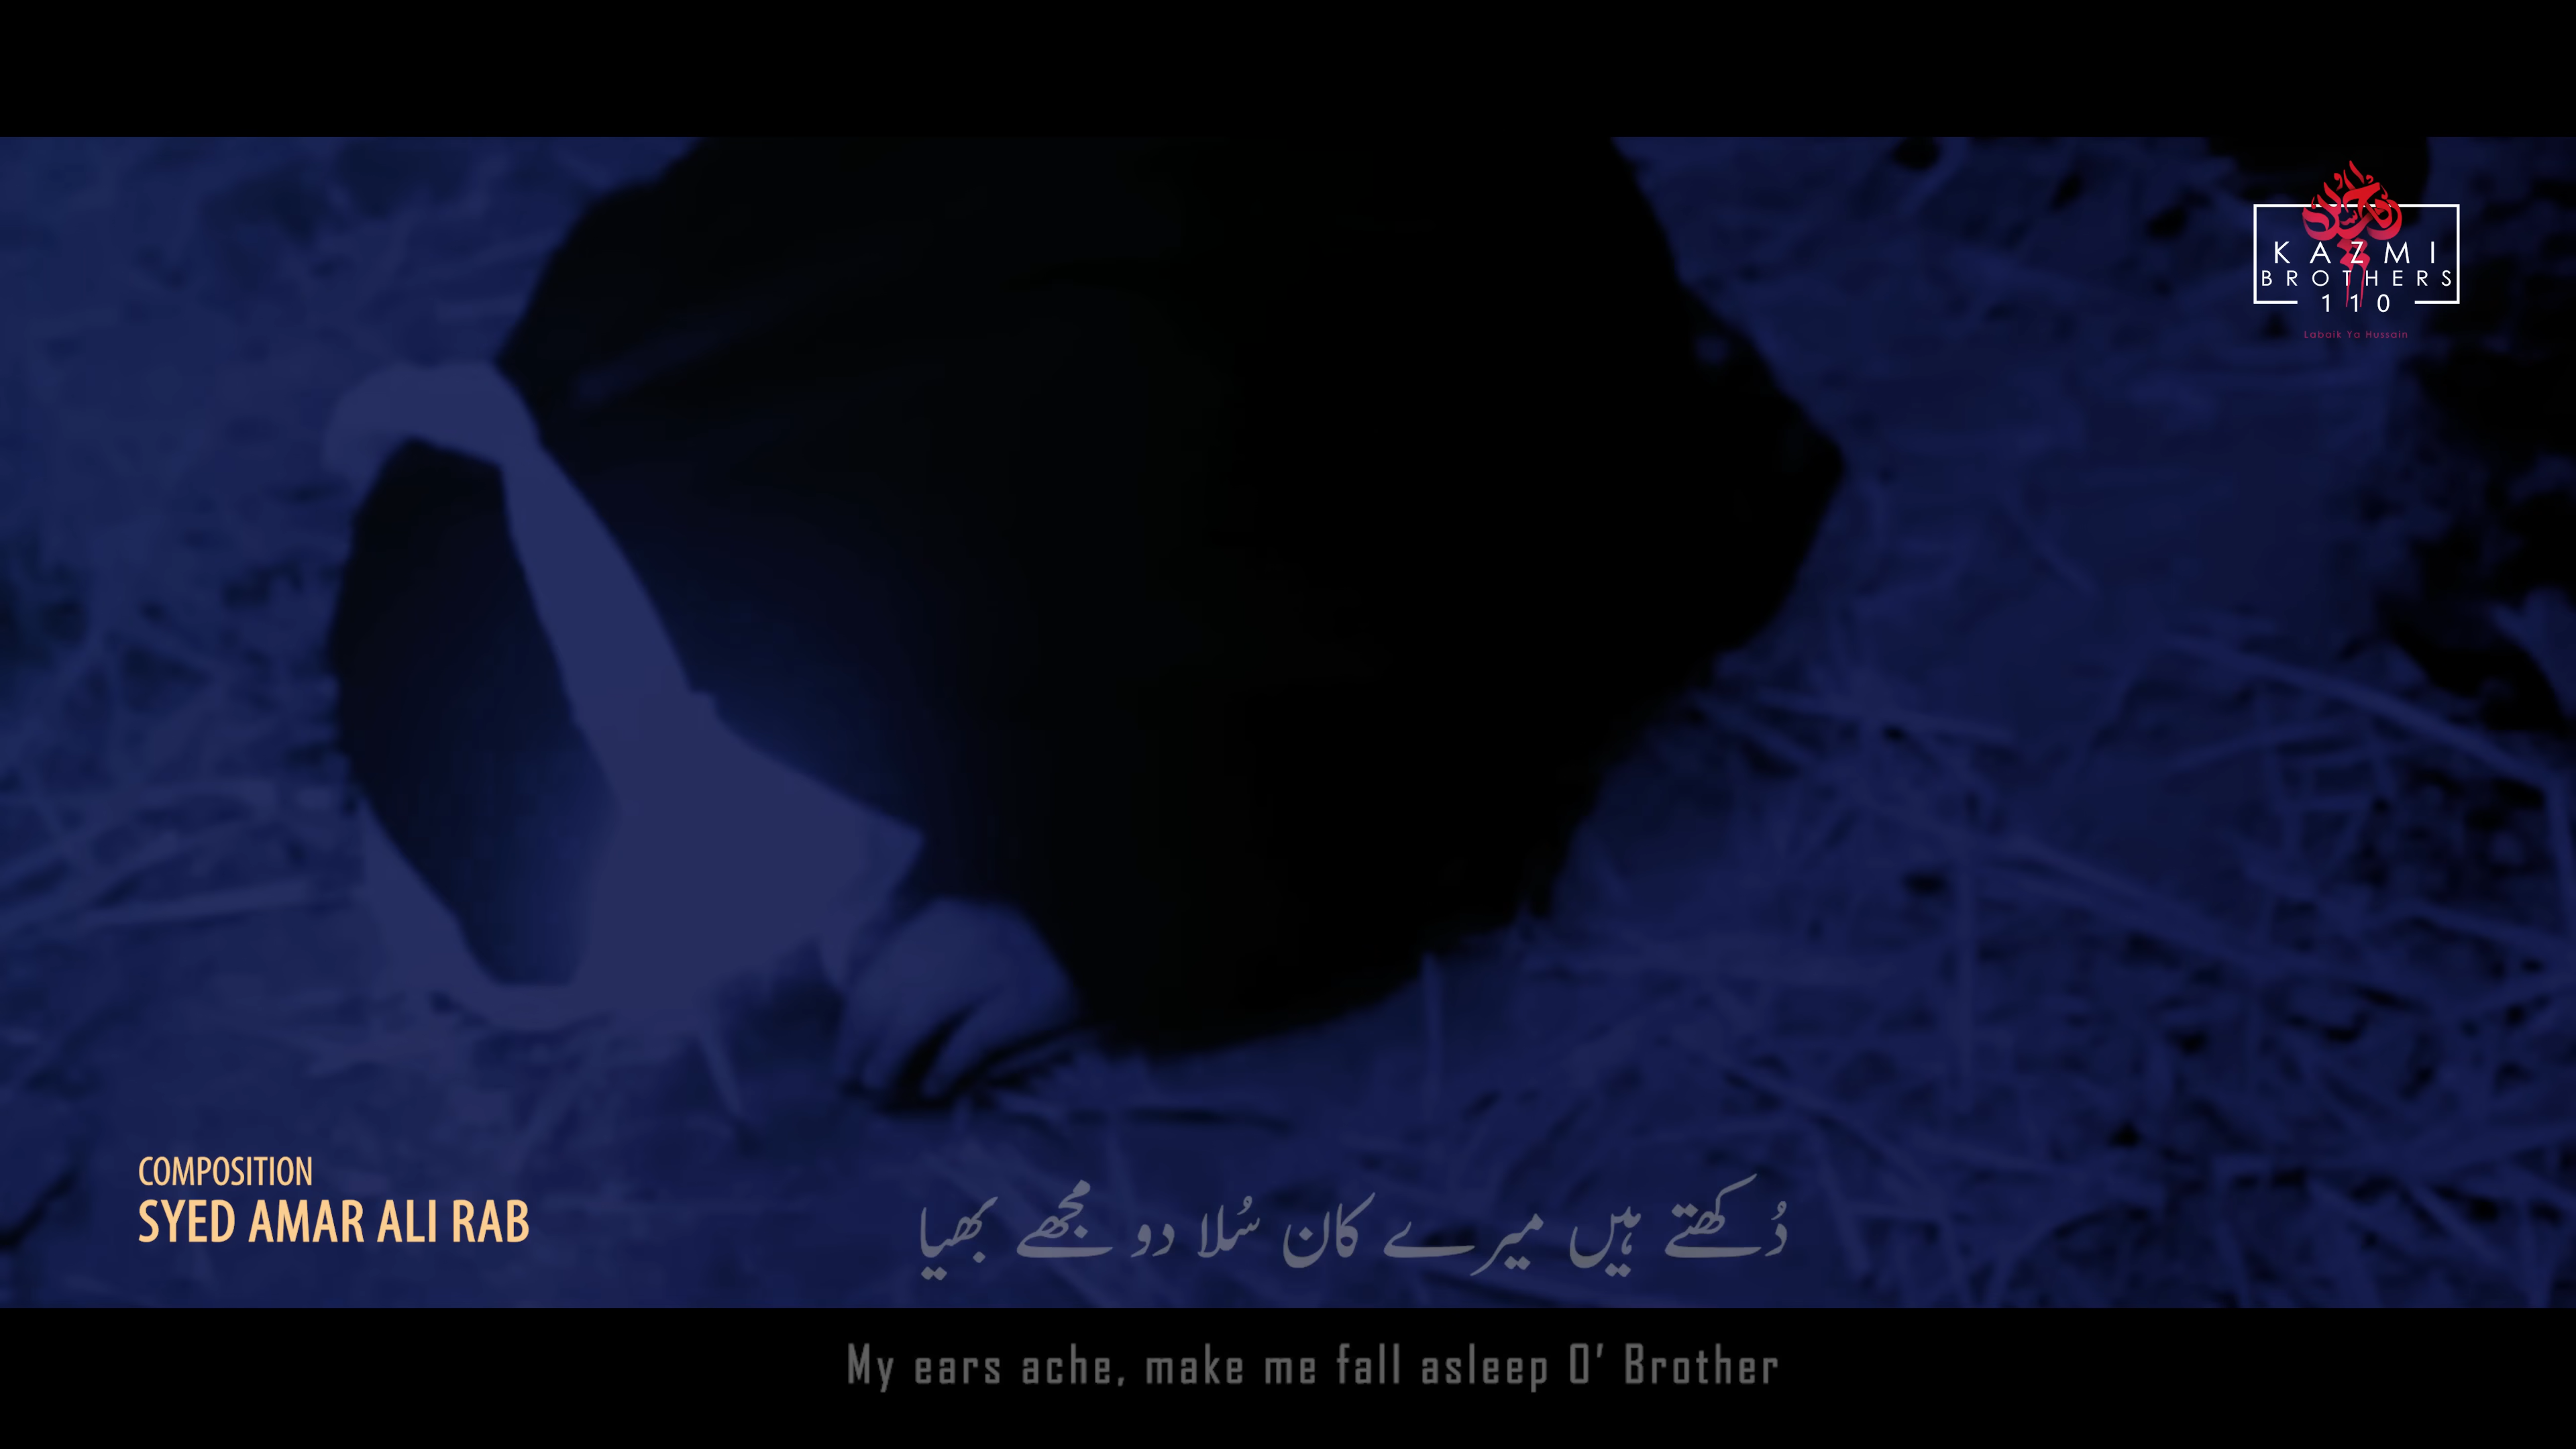 KAZMI
BROTHERS
110
Labaik Ya Hussain
COMPOSITION
SYED AMAR ALI RAB
دُکھتے ہیں میرے کان سُلا دو مجھے بھیا
My ears ache, make me fall asleep O' Brother